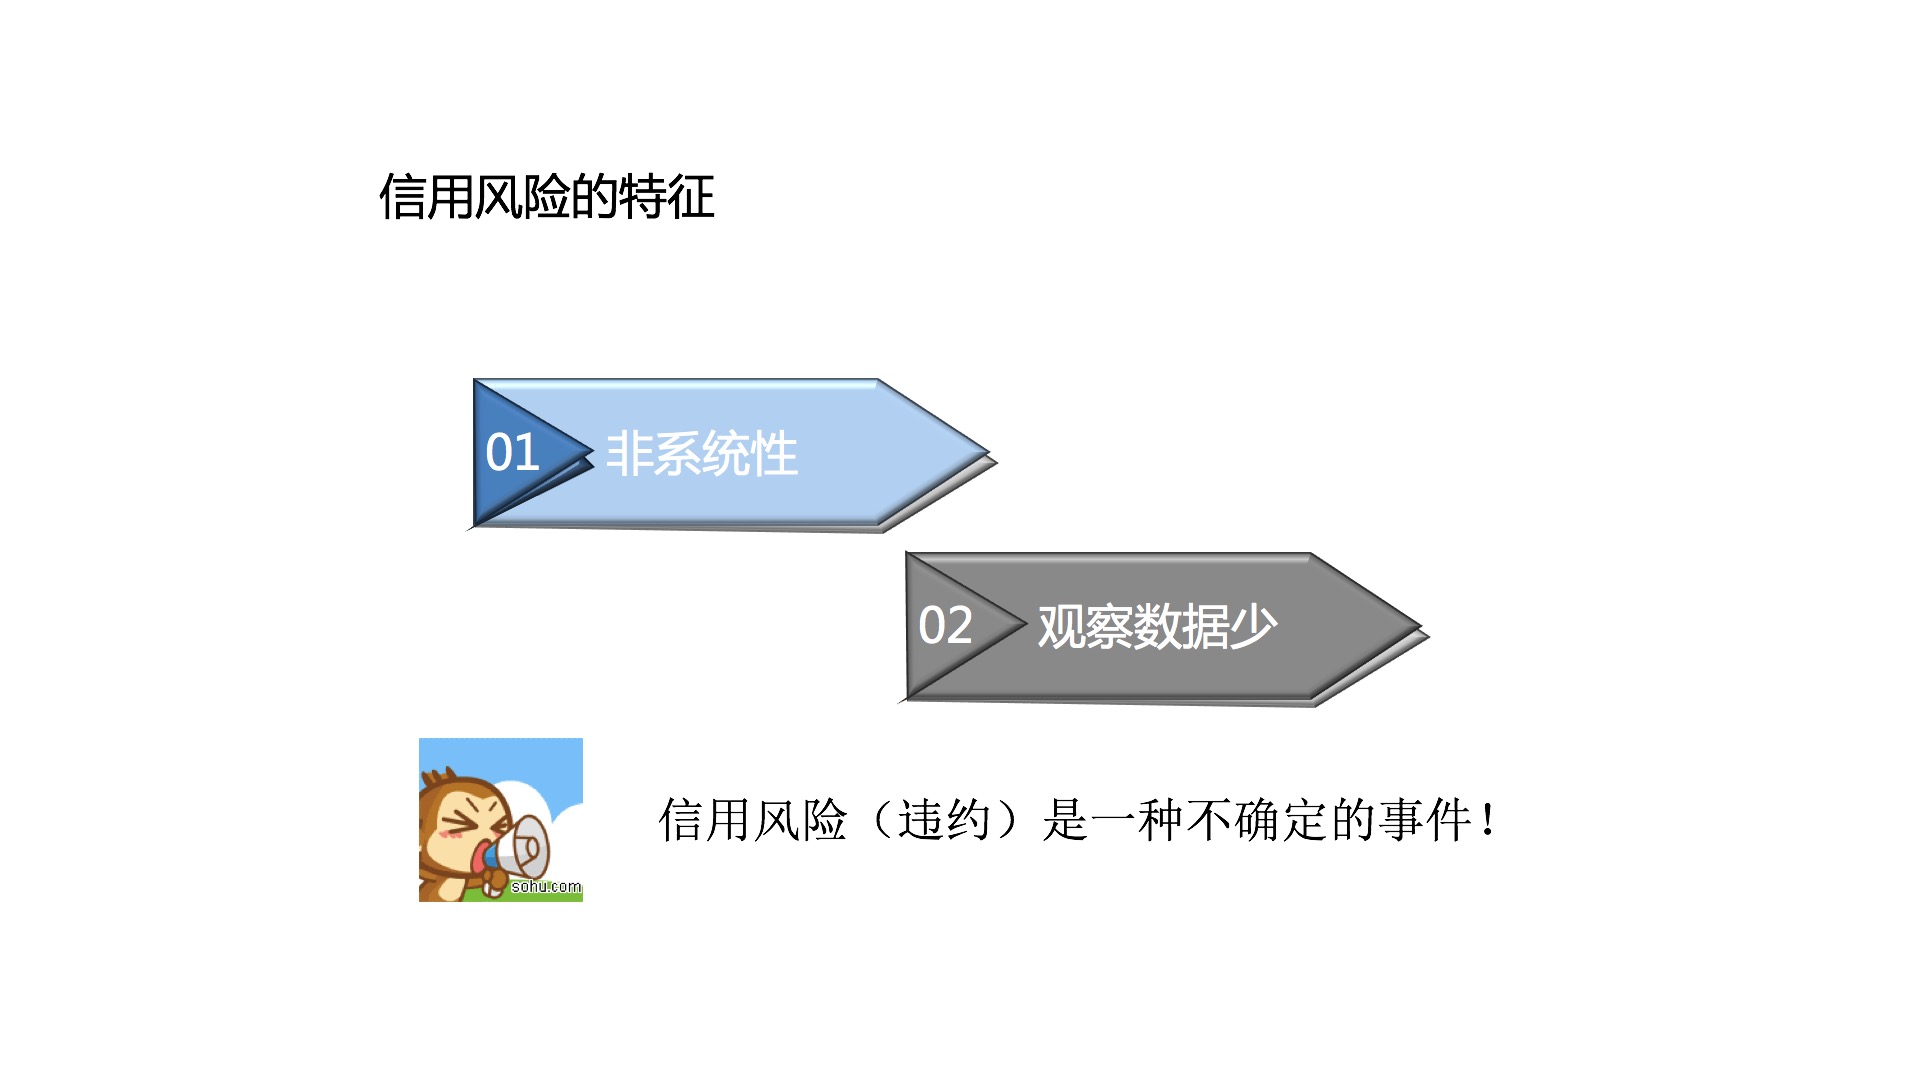 信用风险的特征
01 非系统性
02 观察数据少
信用风险（违约）是一种不确定的事件！
sohu.com